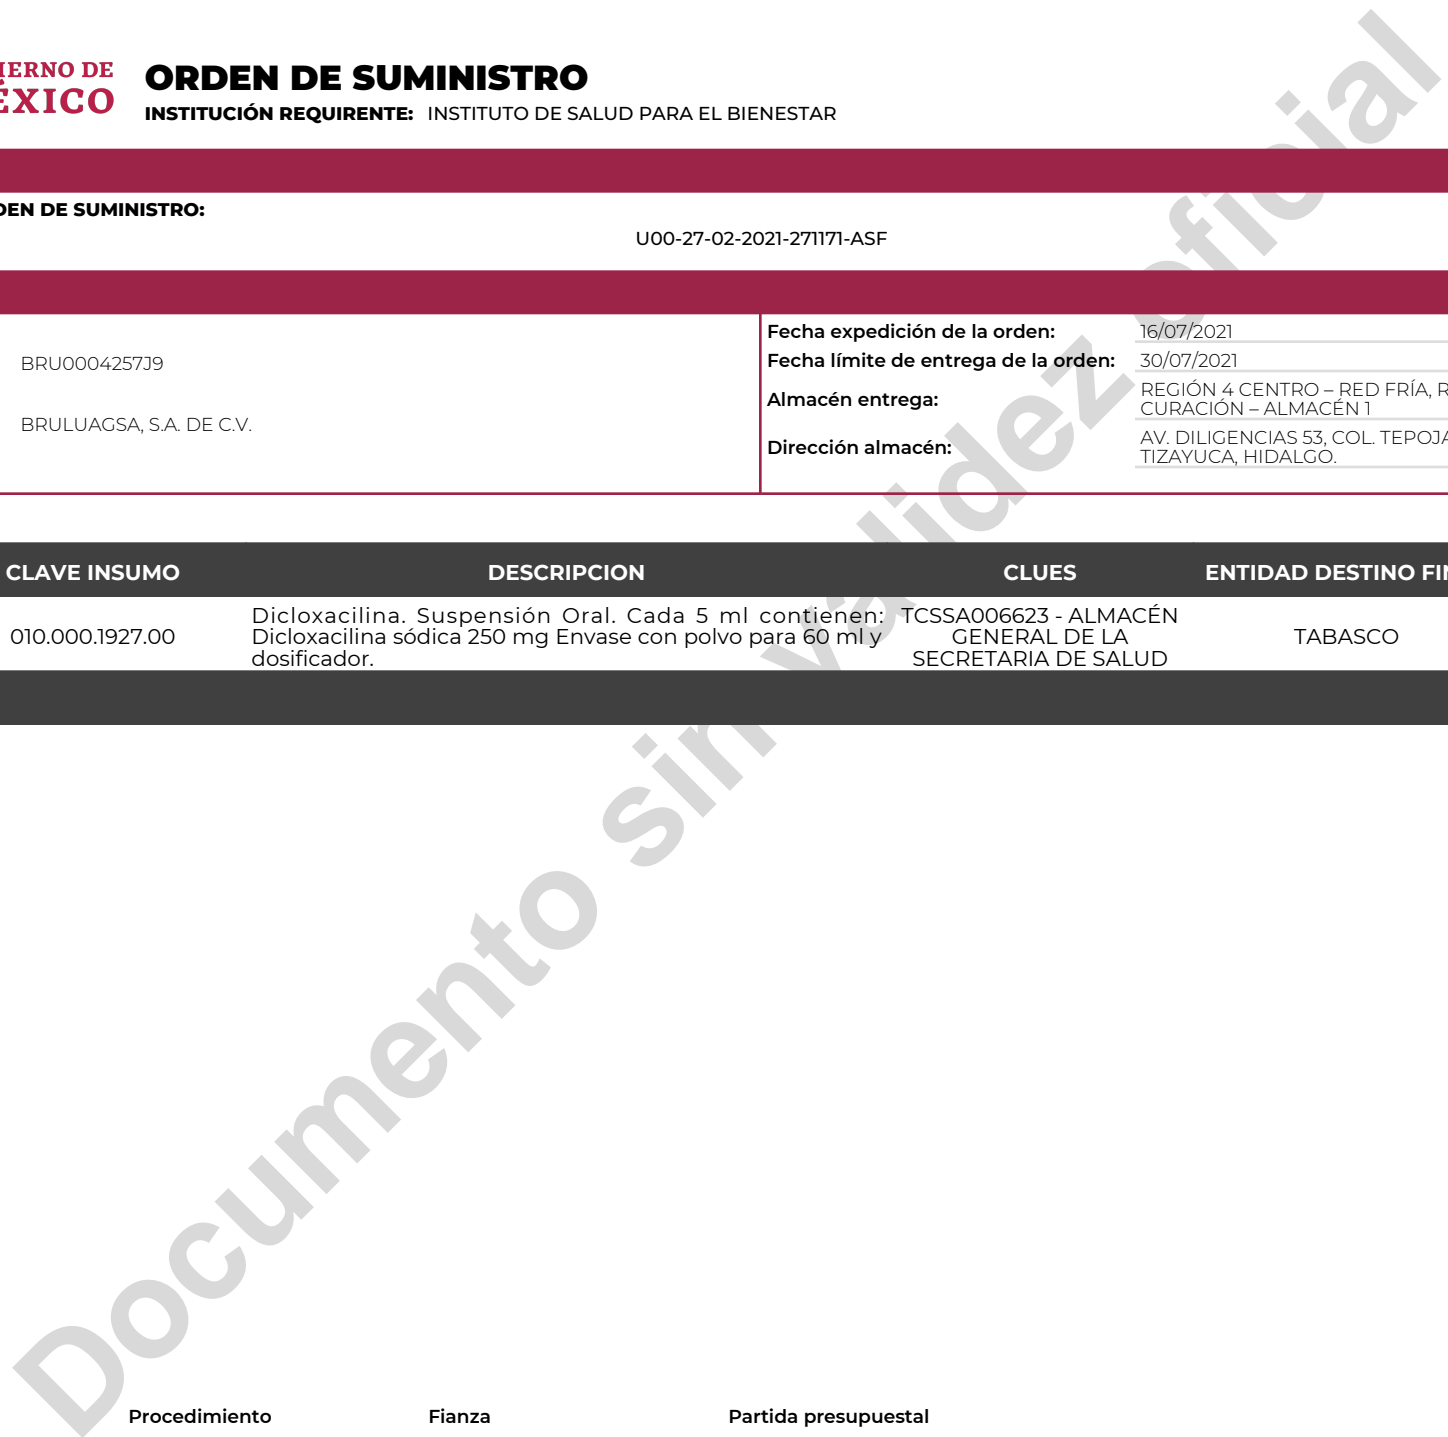 IERNO DE
ÉXICO
ORDEN DE SUMINISTRO
INSTITUCIÓN REQUIRENTE: INSTITUTO DE SALUD PARA EL BIENESTAR
DEN DE SUMINISTRO:
U00-27-02-2021-271171-ASF
BRU0004257J9
BRULUAGSA, S.A. DE C.V.
Fecha expedición de la orden: 16/07/2021
Fecha límite de entrega de la orden: 30/07/2021
Almacén entrega: REGIÓN 4 CENTRO – RED FRÍA, R
CURACIÓN – ALMACÉN 1
Dirección almacén: AV. DILIGENCIAS 53, COL. TEPOJA
TIZAYUCA, HIDALGO.
CLAVE INSUMO DESCRIPCION CLUES ENTIDAD DESTINO FIN
010.000.1927.00
Dicloxacilina. Suspensión Oral. Cada 5 ml contienen:
Dicloxacilina sódica 250 mg Envase con polvo para 60 ml y
dosificador.
TCSSA006623 - ALMACÉN
GENERAL DE LA
SECRETARIA DE SALUD
TABASCO
Documento sin validez oficial
Procedimiento Fianza Partida presupuestal